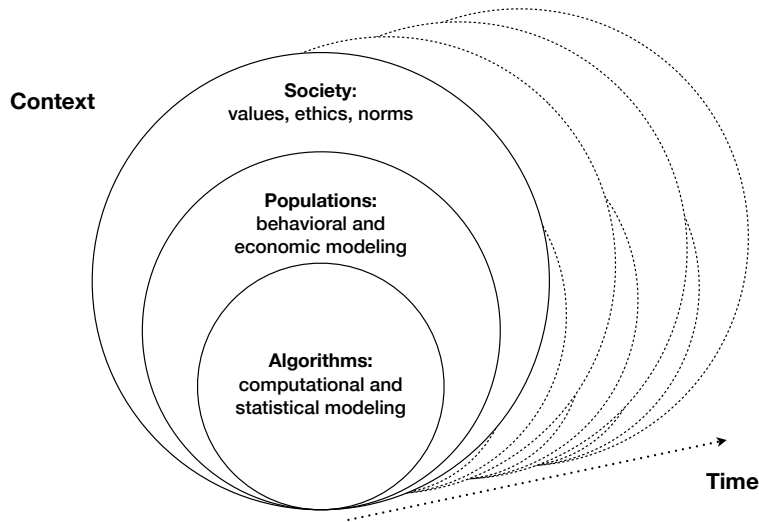 Context
Society:
values, ethics, norms
Populations:
behavioral and
economic modeling
Algorithms:
computational and
statistical modeling
Time